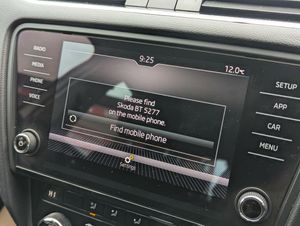 RADIO
MEDIA
PHONE
VOICE
9:25
12.0°C
Please find
Skoda BT 5277
on the mobile phone.
Find mobile phone
Settings
SETUP
APP
CAR
MENU